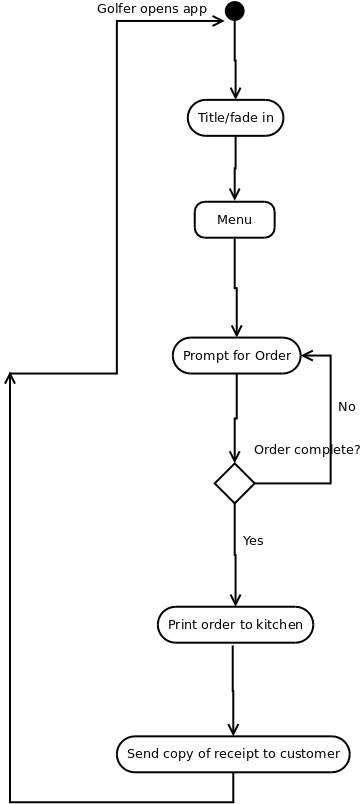 Golfer opens app
Title/fade in
Menu
Prompt for Order
No
Order complete?
Yes
Print order to kitchen
Send copy of receipt to customer